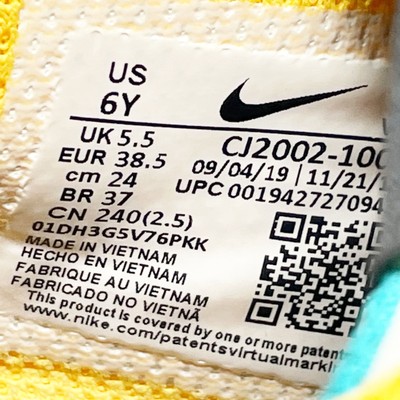 US
6Y
UK 5.5
EUR 38.5
cm 24
BR 37
CN 240(2.5)
CJ2002-100
09/04/19 | 11/21/1
UPC 001942727094
01DH3G5V76PKK
MADE IN VIETNAM
HECHO EN VIETNAM
FABRIQUE AU VIETNAM
FABRICADO NO VIETNÃ
This product is covered by one or more patent
www.nike.com/patentsvirtualmarki